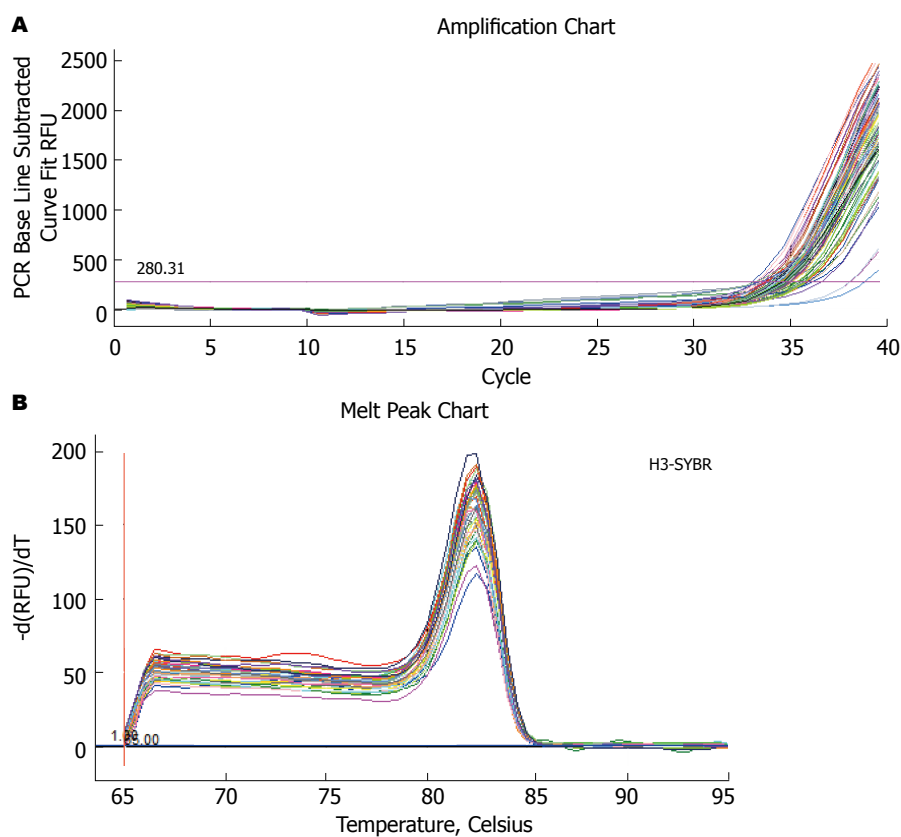 A
Amplification Chart
PCR Base Line Subtracted
Curve Fit RFU
2500
2000
1500
1000
500
0
280.31
0 5 10 15 20 25 30 35 40
Cycle
B
Melt Peak Chart
-d(RFU)/dT
200
150
100
50
0
H3-SYBR
65 70 75 80 85 90 95
Temperature, Celsius